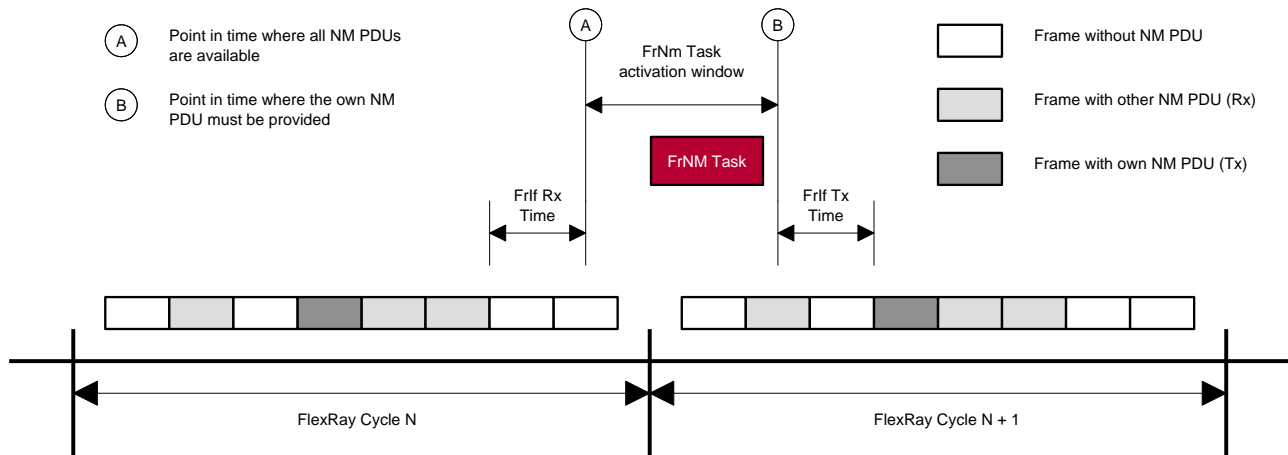 A
Point in time where all NM PDUs
are available
B
Point in time where the own NM
PDU must be provided
A
B
FrNm Task
activation window
FrNM Task
FrIf Rx
Time
FrIf Tx
Time
Frame without NM PDU
Frame with other NM PDU (Rx)
Frame with own NM PDU (Tx)
FlexRay Cycle N
FlexRay Cycle N + 1